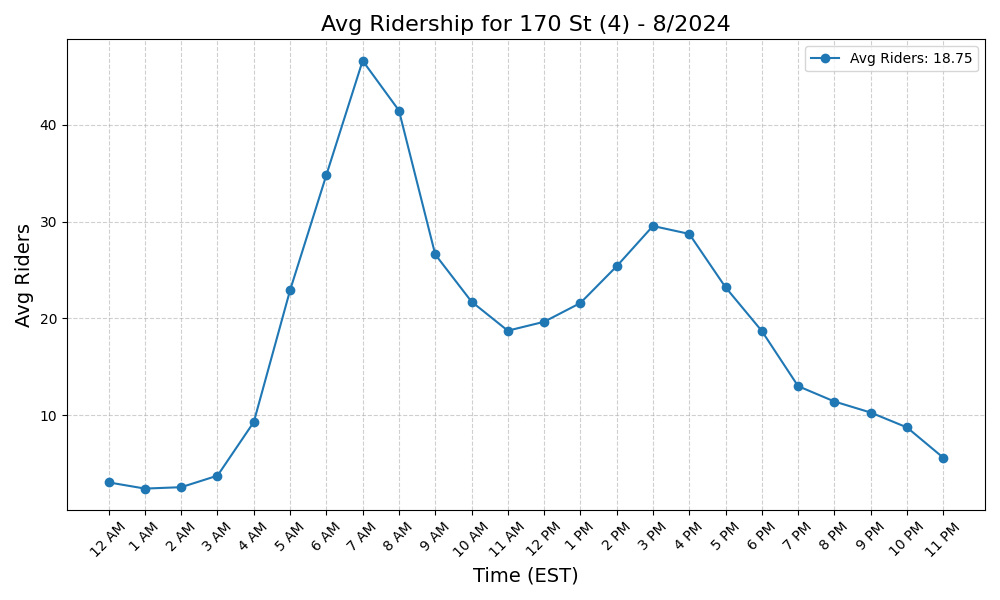 Avg Ridership for 170 St (4) - 8/2024
Avg Riders: 18.75
Avg Riders
40
30
20
10
12 AM
1 AM
2 AM
3 AM
4 AM
5 AM
6 AM
7 AM
8 AM
9 AM
10 AM
11 AM
12 PM
1 PM
2 PM
3 PM
4 PM
5 PM
6 PM
7 PM
8 PM
9 PM
10 PM
11 PM
Time (EST)